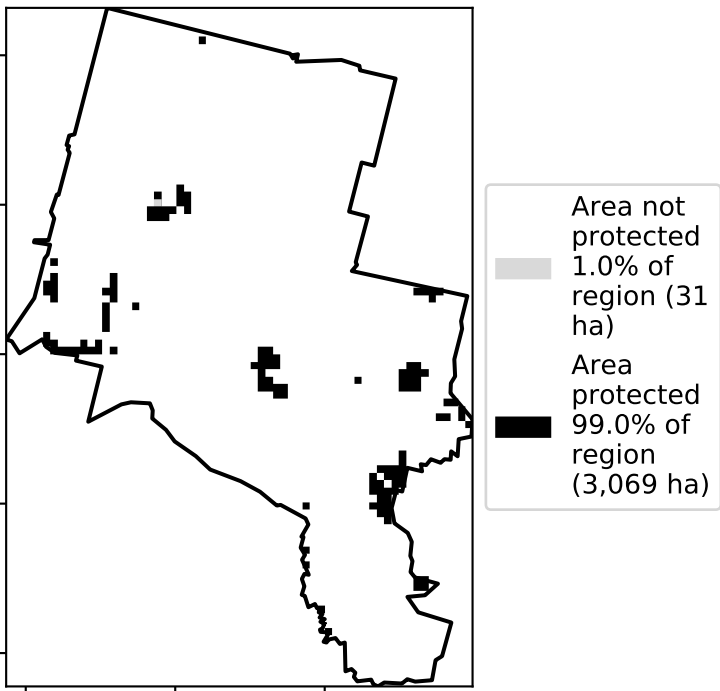 Area not
protected
1.0% of
region (31
ha)
Area
protected
99.0% of
region
(3,069 ha)